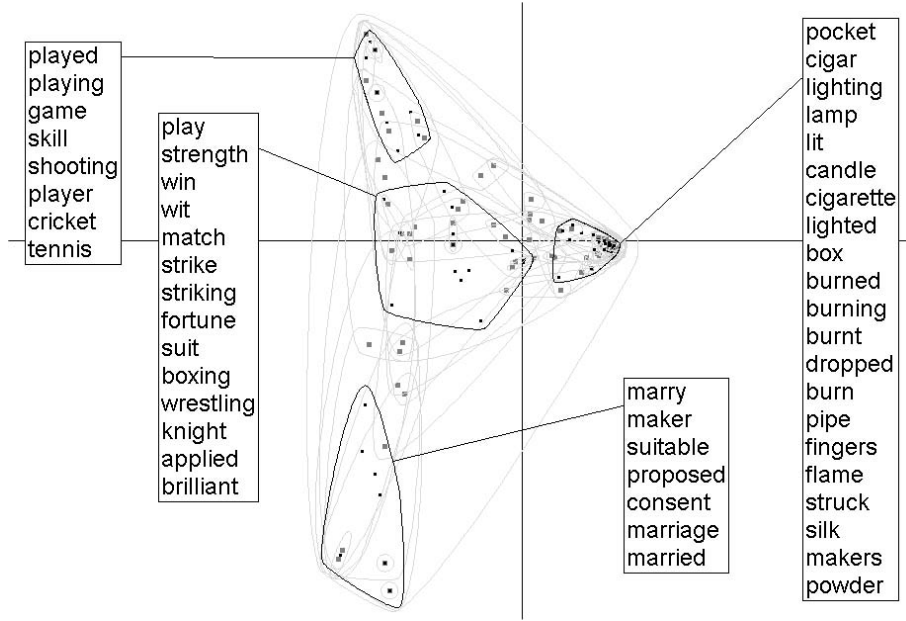 played
playing
game
skill
shooting
player
cricket
tennis
play
strength
win
wit
match
strike
striking
fortune
suit
boxing
wrestling
knight
applied
brilliant
marry
maker
suitable
proposed
consent
marriage
married
pocket
cigar
lighting
lamp
lit
candle
cigarette
lighted
box
burned
burning
burnt
dropped
burn
pipe
fingers
flame
struck
silk
makers
powder